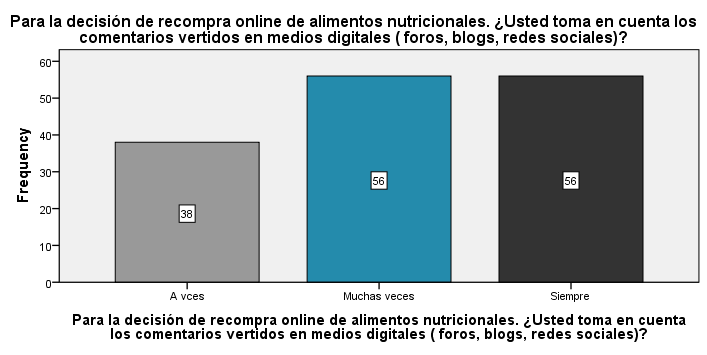 Para la decisión de recompra online de alimentos nutricionales. ¿Usted toma en cuenta los
comentarios vertidos en medios digitales ( foros, blogs, redes sociales)?
60
50
40
30
20
10
0
Frequency
38
56
56
A vces
Muchas veces
Siempre
Para la decisión de recompra online de alimentos nutricionales. ¿Usted toma en cuenta
los comentarios vertidos en medios digitales ( foros, blogs, redes sociales)?